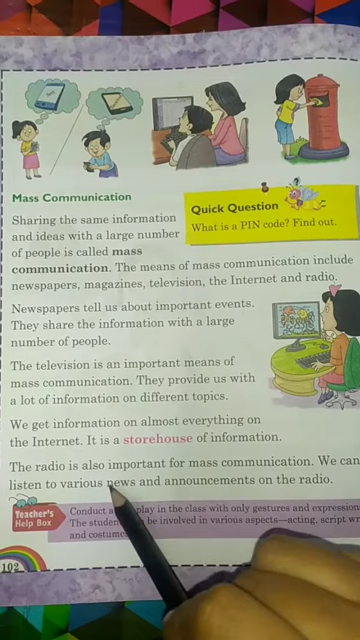 Mass Communication
Sharing the same information
and ideas with a large number
of people is called mass
communication. The means of mass communication include
newspapers, magazines, television, the Internet and radio.
Quick Question
What is a PIN code? Find out.
Newspapers tell us about important events.
They share the information with a large
number of people.
The television is an important means of
mass communication. They provide us with
a lot of information on different topics.
We get information on almost everything on
the Internet. It is a storehouse of information.
The radio is also important for mass communication. We can
listen to various news and announcements on the radio.
Teacher's
Help Box
Conduct a play in the class with only gestures and expression
The students can be involved in various aspects—acting, script wr
and costume
102